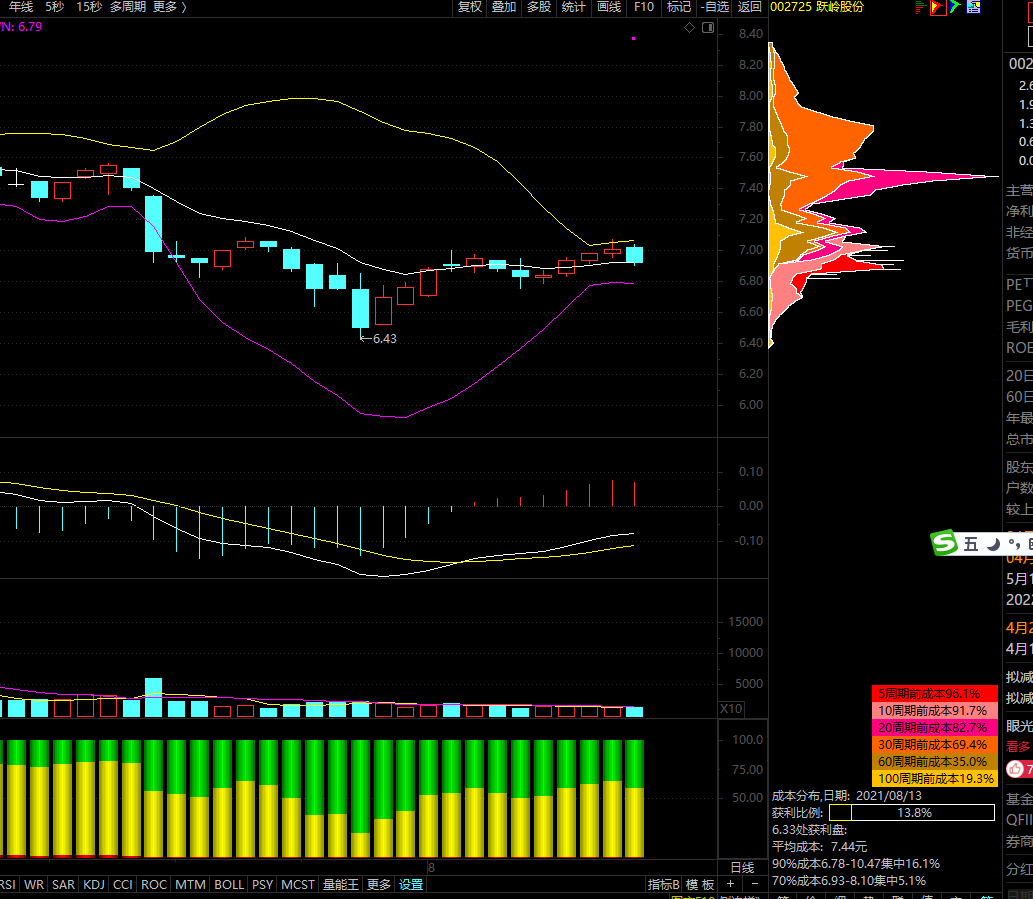 年线 5秒 15秒 多周期 更多 〉
复权 叠加 多股 统计 画线 F10 标记 -自选 返回
002725 跃岭股份
N: 6.79
8.40
8.20
8.00
7.80
7.60
7.40
7.20
7.00
6.80
6.60
6.40
6.20
6.00
←6.43
0.10
0.00
-0.10
15000
10000
5000
X10
100.0
75.00
50.00
8
日线
RSI WR SAR KDJ CCI ROC MTM BOLL PSY MCST 量能王 更多 设置
指标B 模 板 + -
5周期前成本96.1%
10周期前成本91.7%
20周期前成本82.7%
30周期前成本69.4%
60周期前成本35.0%
100周期前成本19.3%
成本分布,日期: 2021/08/13
获利比例: 13.8%
6.33处获利盘:
平均成本: 7.44元
90%成本6.78-10.47集中16.1%
70%成本6.93-8.10集中5.1%
002
2.6
1.9
1.3
0.6
0.0
主营
净利
非经
货币
PET
PEG
毛利
ROE
20日
60日
年最
总市
股东
户数
较上
S 五
04月
5月1
2022
4月2
4月1
拟减
拟减
眼光
看多
7
基金
QFII
券商
分红